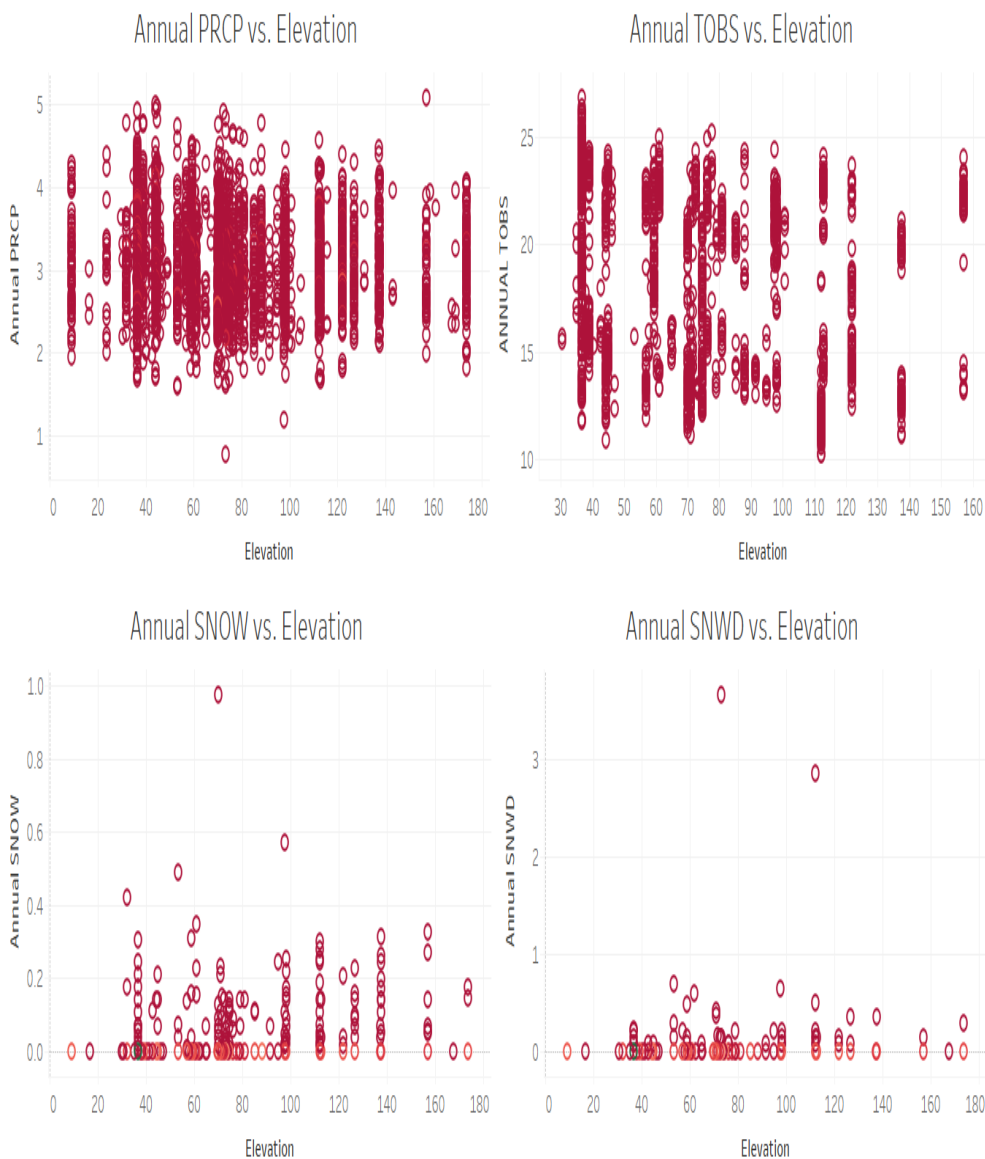 Annual PRCP vs. Elevation
Annual PRCP
5
4
3
2
1
0 20 40 60 80 100 120 140 160 180
Elevation
Annual TOBS vs. Elevation
ANNUAL TOBS
25
20
15
10
30 40 50 60 70 80 90 100 110 120 130 140 150 160
Elevation
Annual SNOW vs. Elevation
Annual SNOW
1.0
0.8
0.6
0.4
0.2
0.0
0 20 40 60 80 100 120 140 160 180
Elevation
Annual SNWD vs. Elevation
Annual SNWD
3
2
1
0
0 20 40 60 80 100 120 140 160 180
Elevation